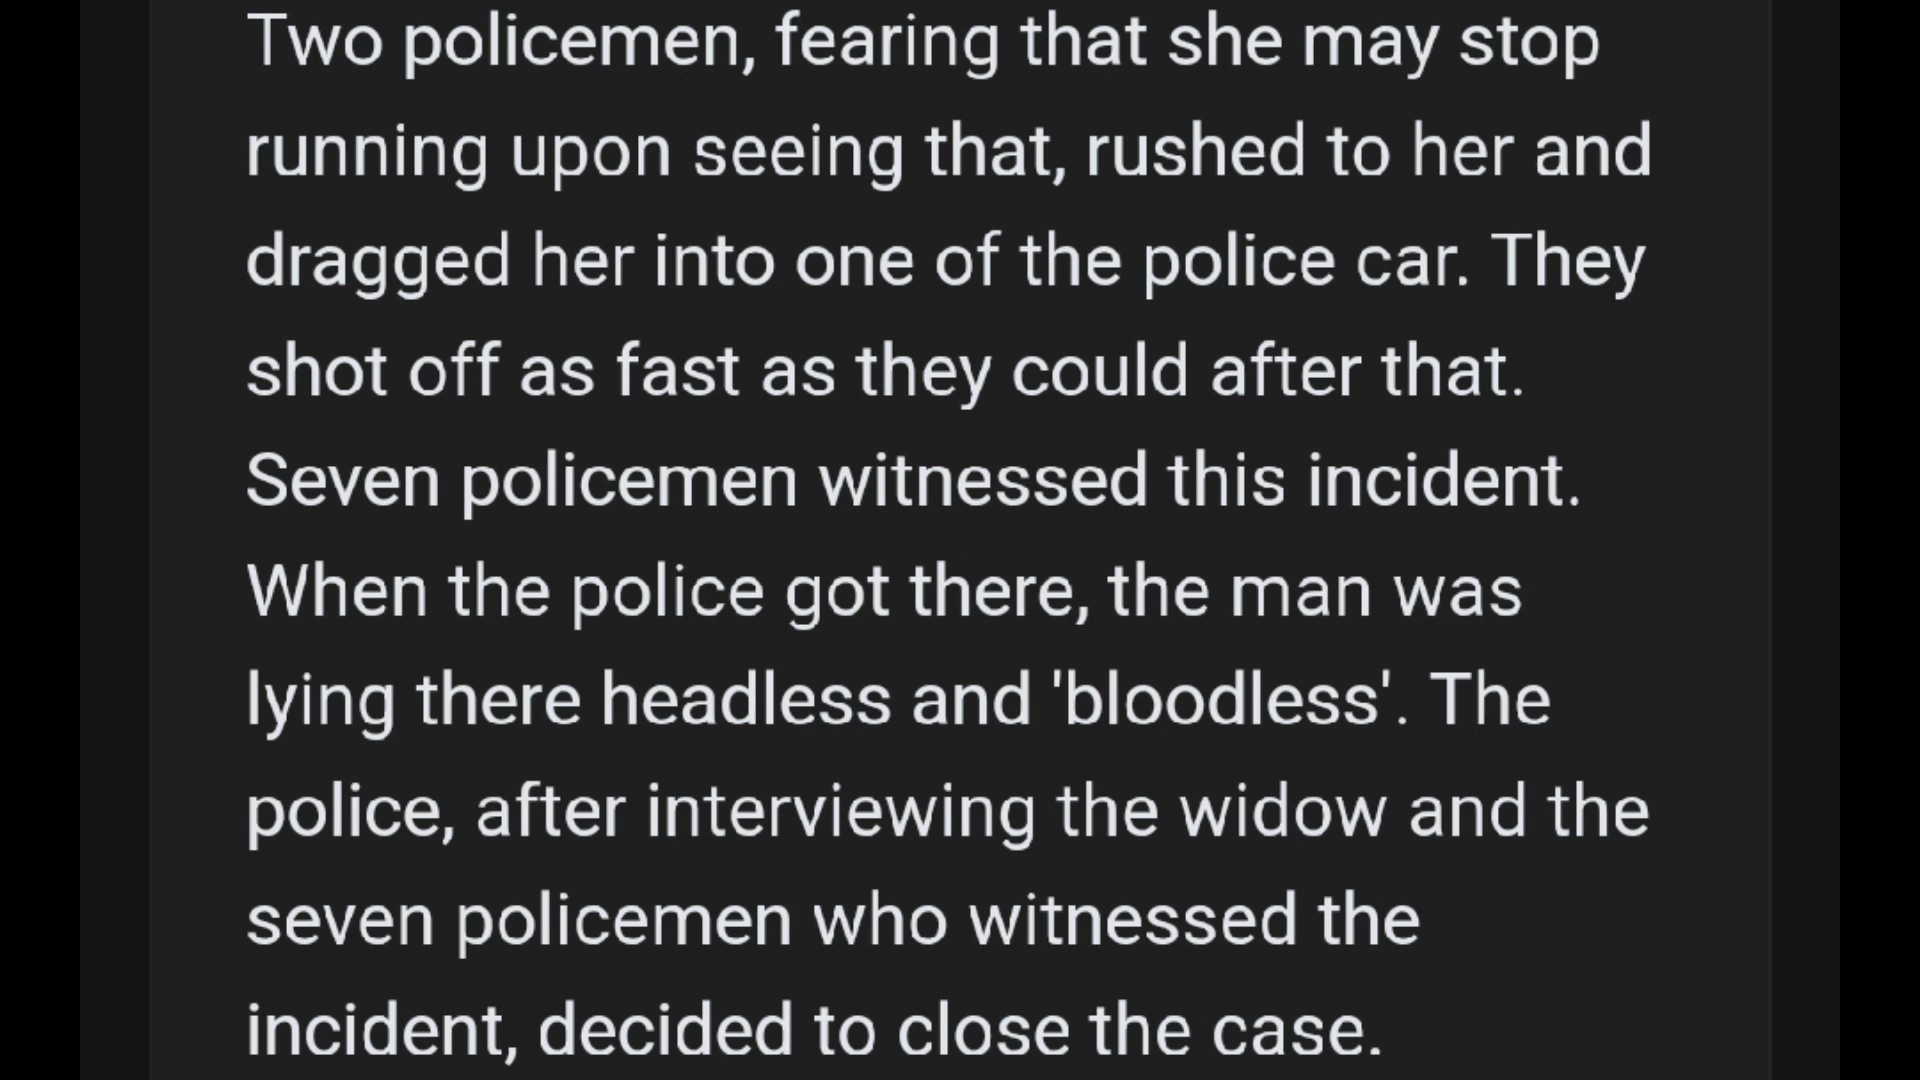 Two policemen, fearing that she may stop
running upon seeing that, rushed to her and
dragged her into one of the police car. They
shot off as fast as they could after that.
Seven policemen witnessed this incident.
When the police got there, the man was
lying there headless and 'bloodless'. The
police, after interviewing the widow and the
seven policemen who witnessed the
incident, decided to close the case.